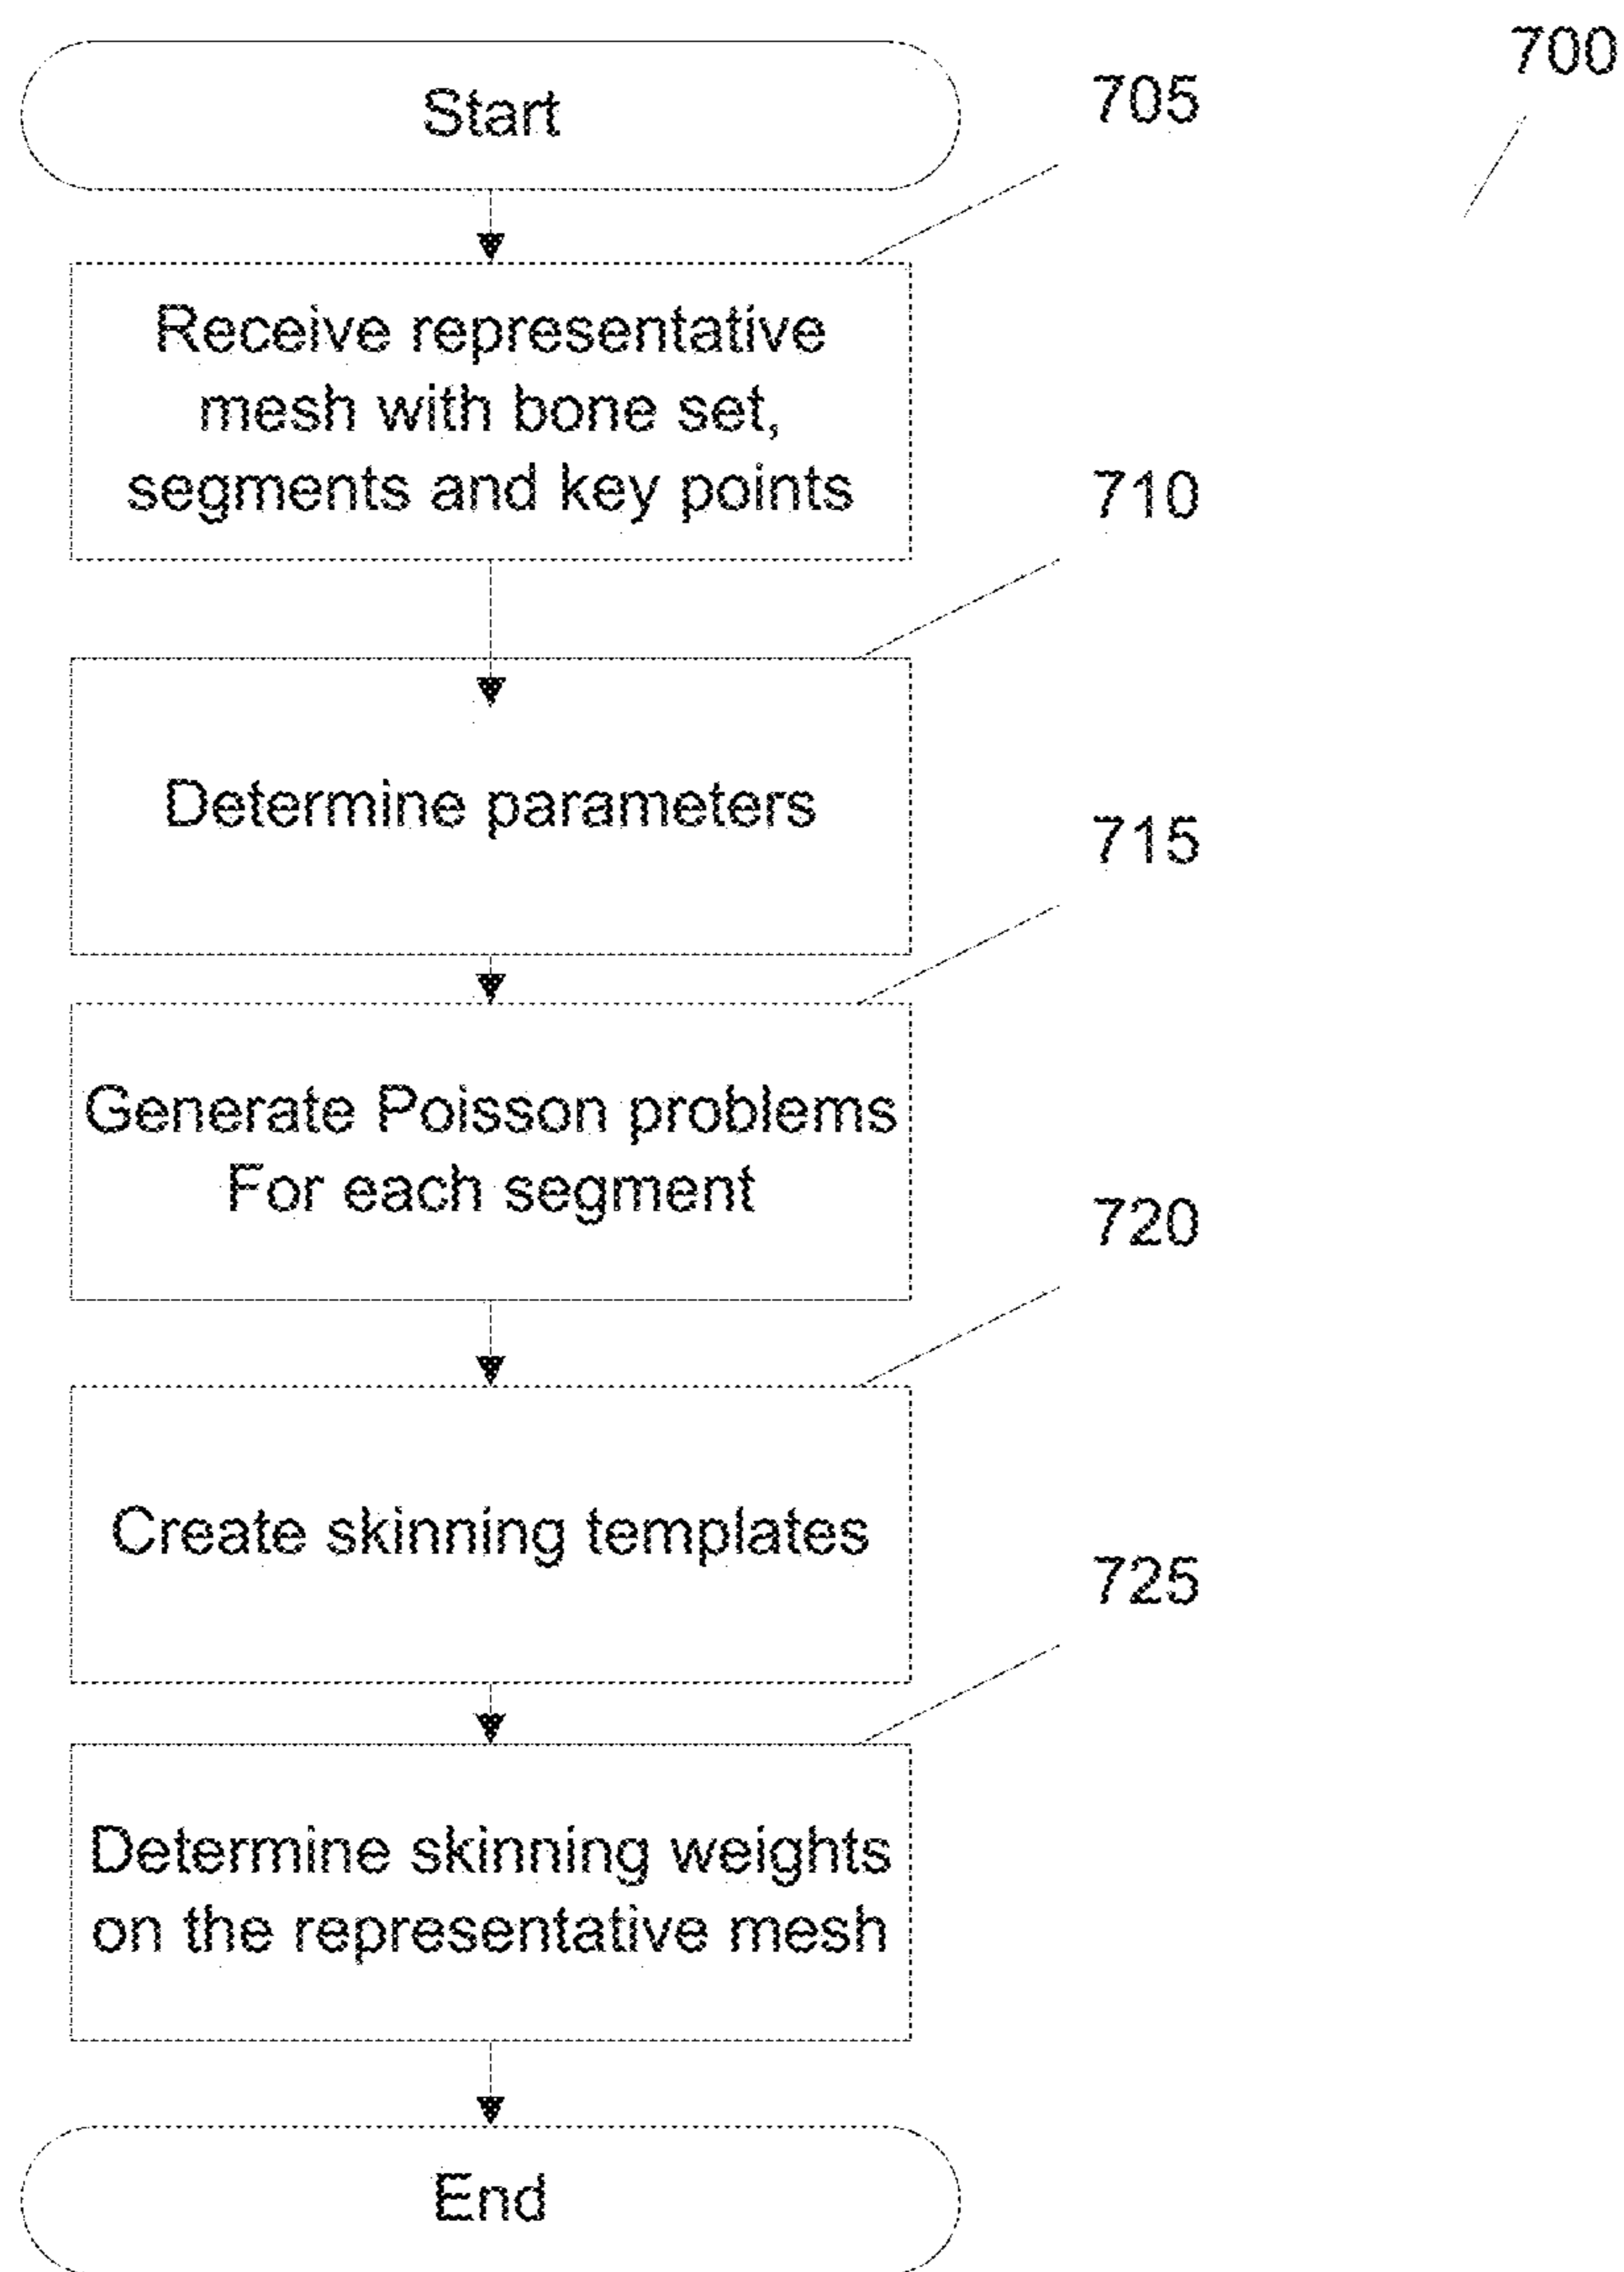 700
Start
705
Receive representative
mesh with bone set,
segments and key points
710
Determine parameters
715
Generate Poisson problems
For each segment
720
Create skinning templates
725
Determine skinning weights
on the representative mesh
End